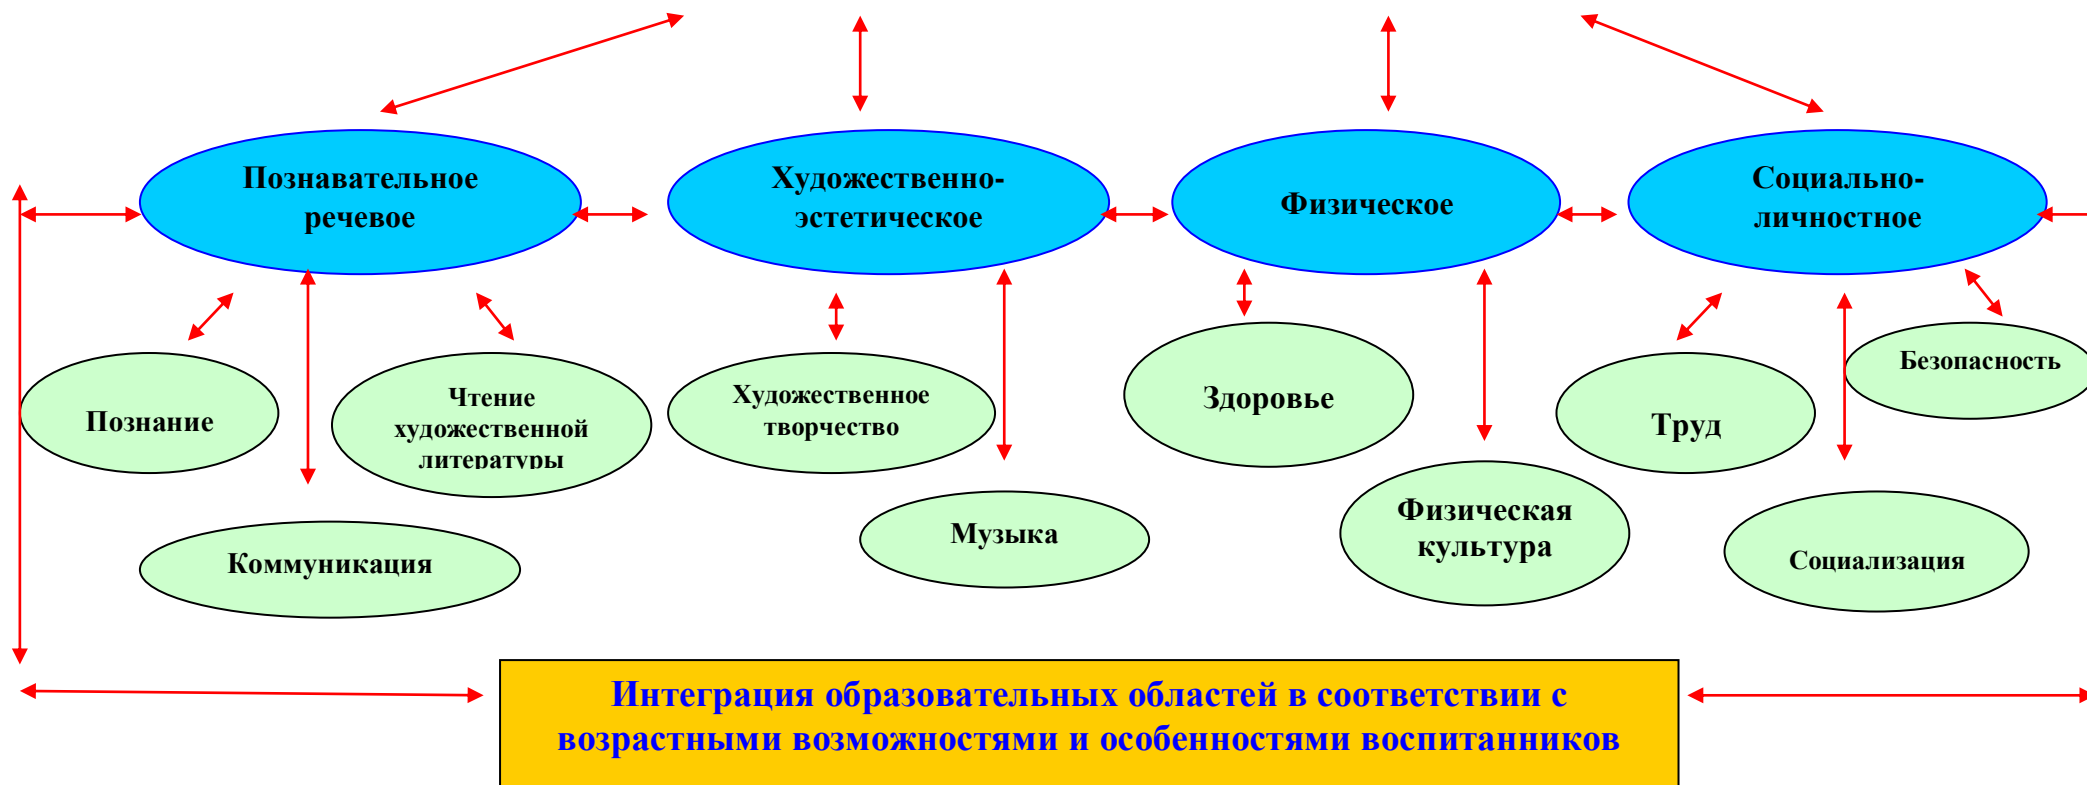 Познавательное
речевое
Художественно-
эстетическое
Физическое
Социально-
личностное
Познание
Чтение
художественной
литературы
Коммуникация
Художественное
творчество
Музыка
Здоровье
Физическая
культура
Труд
Безопасность
Социализация
Интеграция образовательных областей в соответствии с
возрастными возможностями и особенностями воспитанников